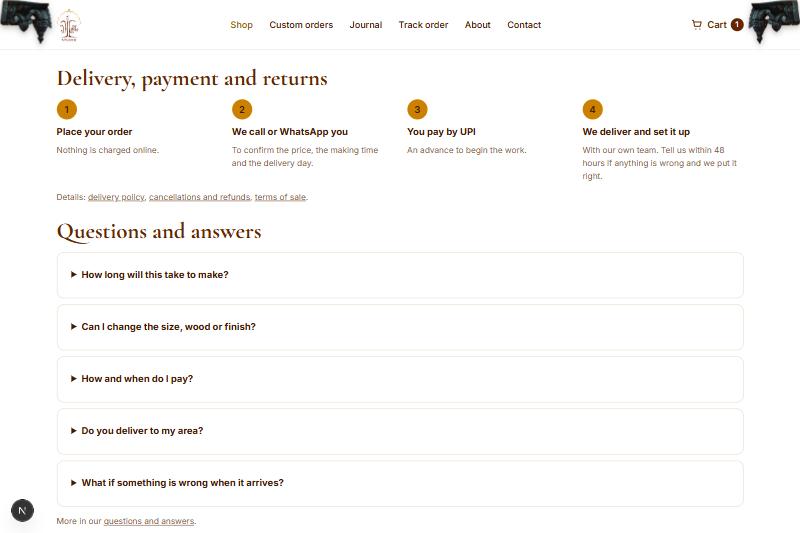 Shop Custom orders Journal Track order About Contact Cart 1
Delivery, payment and returns
1
Place your order
Nothing is charged online.
2
We call or WhatsApp you
To confirm the price, the making time
and the delivery day.
3
You pay by UPI
An advance to begin the work.
4
We deliver and set it up
With our own team. Tell us within 48
hours if anything is wrong and we put it
right.
Details: delivery policy, cancellations and refunds, terms of sale.
Questions and answers
How long will this take to make?
Can I change the size, wood or finish?
How and when do I pay?
Do you deliver to my area?
What if something is wrong when it arrives?
N
More in our questions and answers.